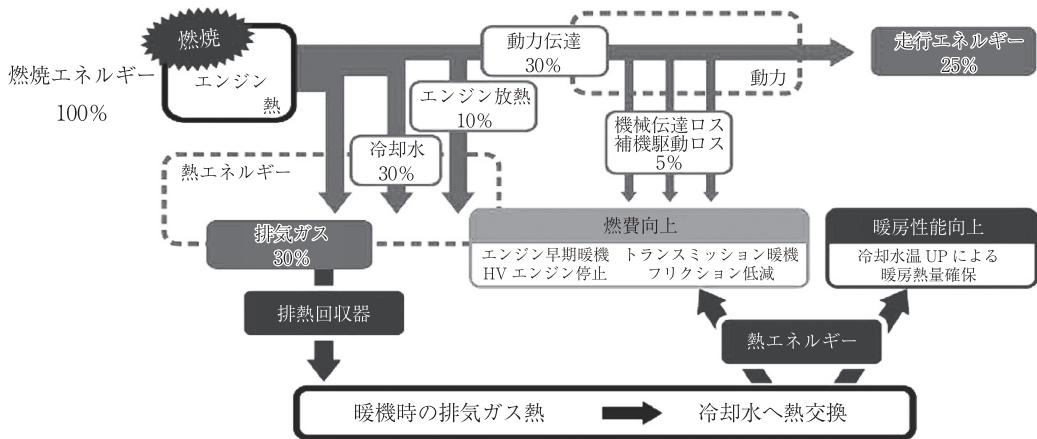 燃焼
燃焼エネルギー
100%
エンジン
熱
動力伝達
30%
動力
走行エネルギー
25%
エンジン放熱
10%
冷却水
30%
機械伝達ロス
補機駆動ロス
5%
熱エネルギー
排気ガス
30%
燃費向上
エンジン早期暖機
HVエンジン停止
トランスミッション暖機
フリクション低減
暖房性能向上
冷却水温UPによる
暖房熱量確保
排熱回収器
熱エネルギー
暖機時の排気ガス熱
冷却水へ熱交換